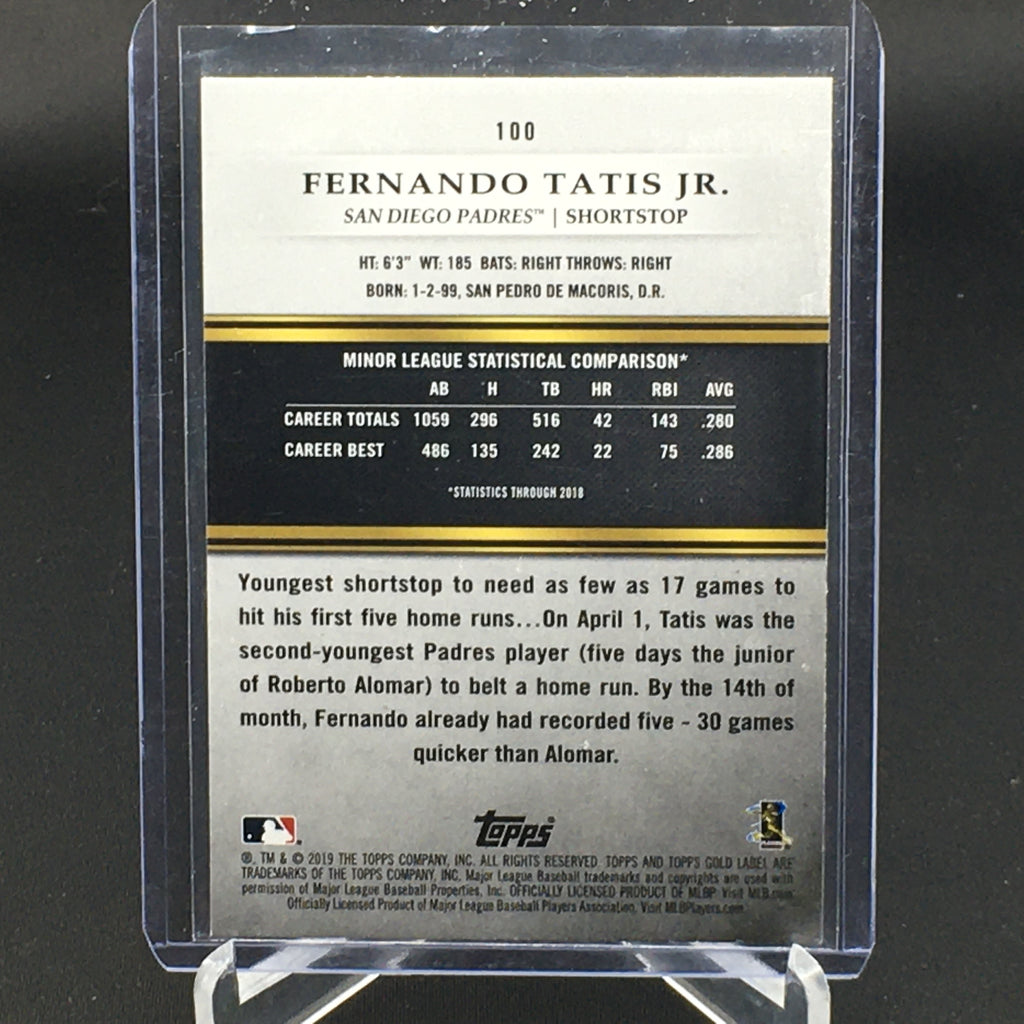 100
FERNANDO TATIS JR.
SAN DIEGO PADRES™ | SHORTSTOP
HT: 6'3" WT: 185 BATS: RIGHT THROWS: RIGHT
BORN: 1-2-99, SAN PEDRO DE MACORIS, D.R.
MINOR LEAGUE STATISTICAL COMPARISON*
AB H TB HR RBI AVG
CAREER TOTALS 1059 296 516 42 143 .280
CAREER BEST 486 135 242 22 75 .286
*STATISTICS THROUGH 2018
Youngest shortstop to need as few as 17 games to
hit his first five home runs...On April 1, Tatis was the
second-youngest Padres player (five days the junior
of Roberto Alomar) to belt a home run. By the 14th of
month, Fernando already had recorded five - 30 games
quicker than Alomar.
Topps
®, TM & © 2019 THE TOPPS COMPANY, INC. ALL RIGHTS RESERVED. TOPPS AND TOPPS GOLD LABEL ARE
TRADEMARKS OF THE TOPPS COMPANY, INC. Major League Baseball trademarks and copyrights are used with
permission of Major League Baseball Properties, Inc. OFFICIALLY LICENSED PRODUCT OF MLBP Visit MLB.com
Officially Licensed Product of Major League Baseball Players Association, Visit MLBPlayers.com